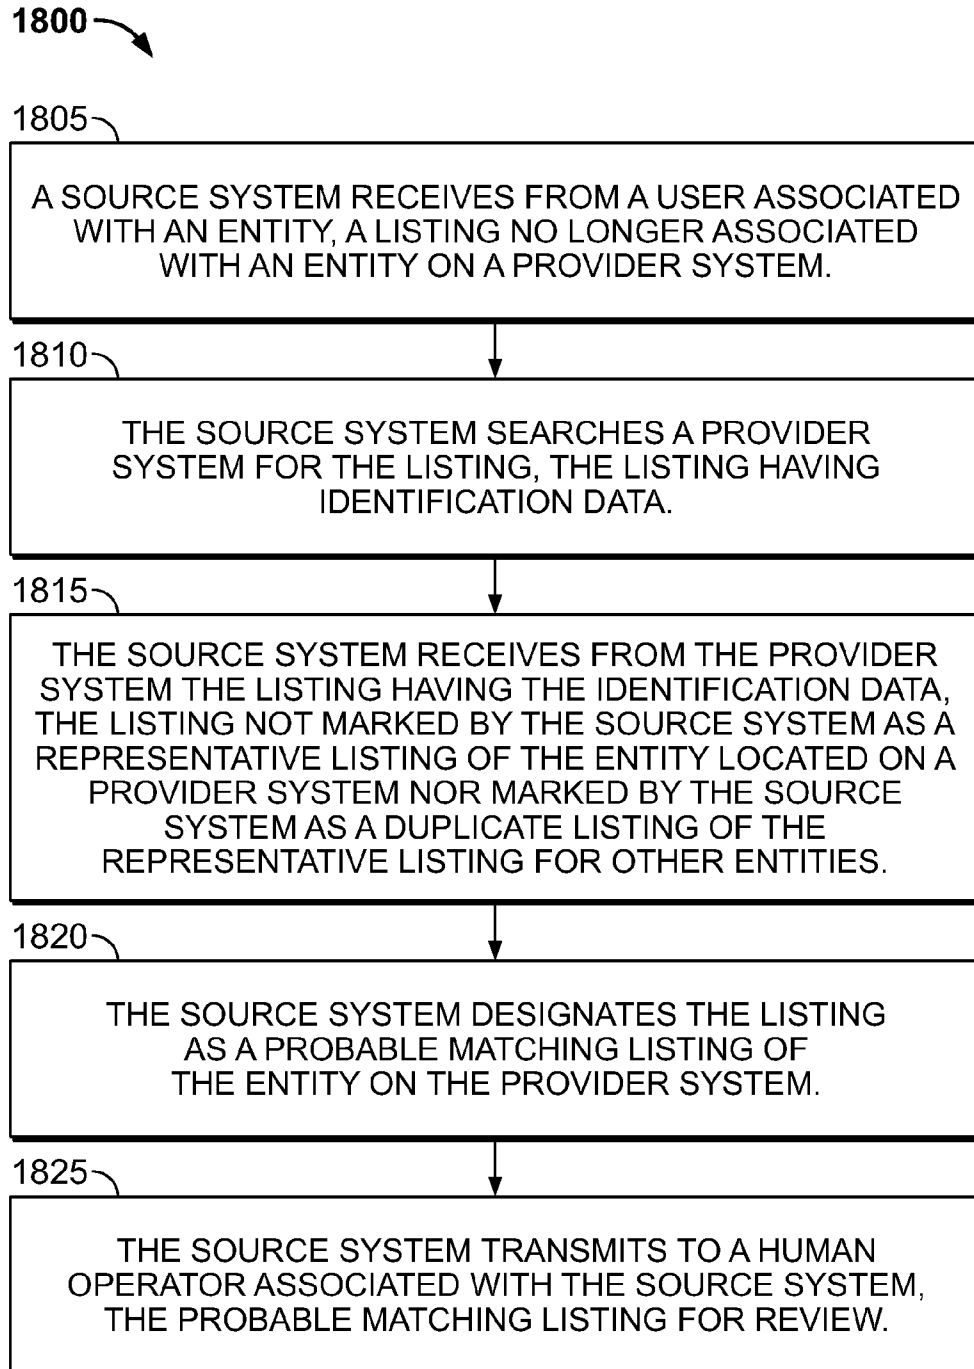 1800
1805
A SOURCE SYSTEM RECEIVES FROM A USER ASSOCIATED
WITH AN ENTITY, A LISTING NO LONGER ASSOCIATED
WITH AN ENTITY ON A PROVIDER SYSTEM.
1810
THE SOURCE SYSTEM SEARCHES A PROVIDER
SYSTEM FOR THE LISTING, THE LISTING HAVING
IDENTIFICATION DATA.
1815
THE SOURCE SYSTEM RECEIVES FROM THE PROVIDER
SYSTEM THE LISTING HAVING THE IDENTIFICATION DATA,
THE LISTING NOT MARKED BY THE SOURCE SYSTEM AS A
REPRESENTATIVE LISTING OF THE ENTITY LOCATED ON A
PROVIDER SYSTEM NOR MARKED BY THE SOURCE
SYSTEM AS A DUPLICATE LISTING OF THE
REPRESENTATIVE LISTING FOR OTHER ENTITIES.
1820
THE SOURCE SYSTEM DESIGNATES THE LISTING
AS A PROBABLE MATCHING LISTING OF
THE ENTITY ON THE PROVIDER SYSTEM.
1825
THE SOURCE SYSTEM TRANSMITS TO A HUMAN
OPERATOR ASSOCIATED WITH THE SOURCE SYSTEM,
THE PROBABLE MATCHING LISTING FOR REVIEW.